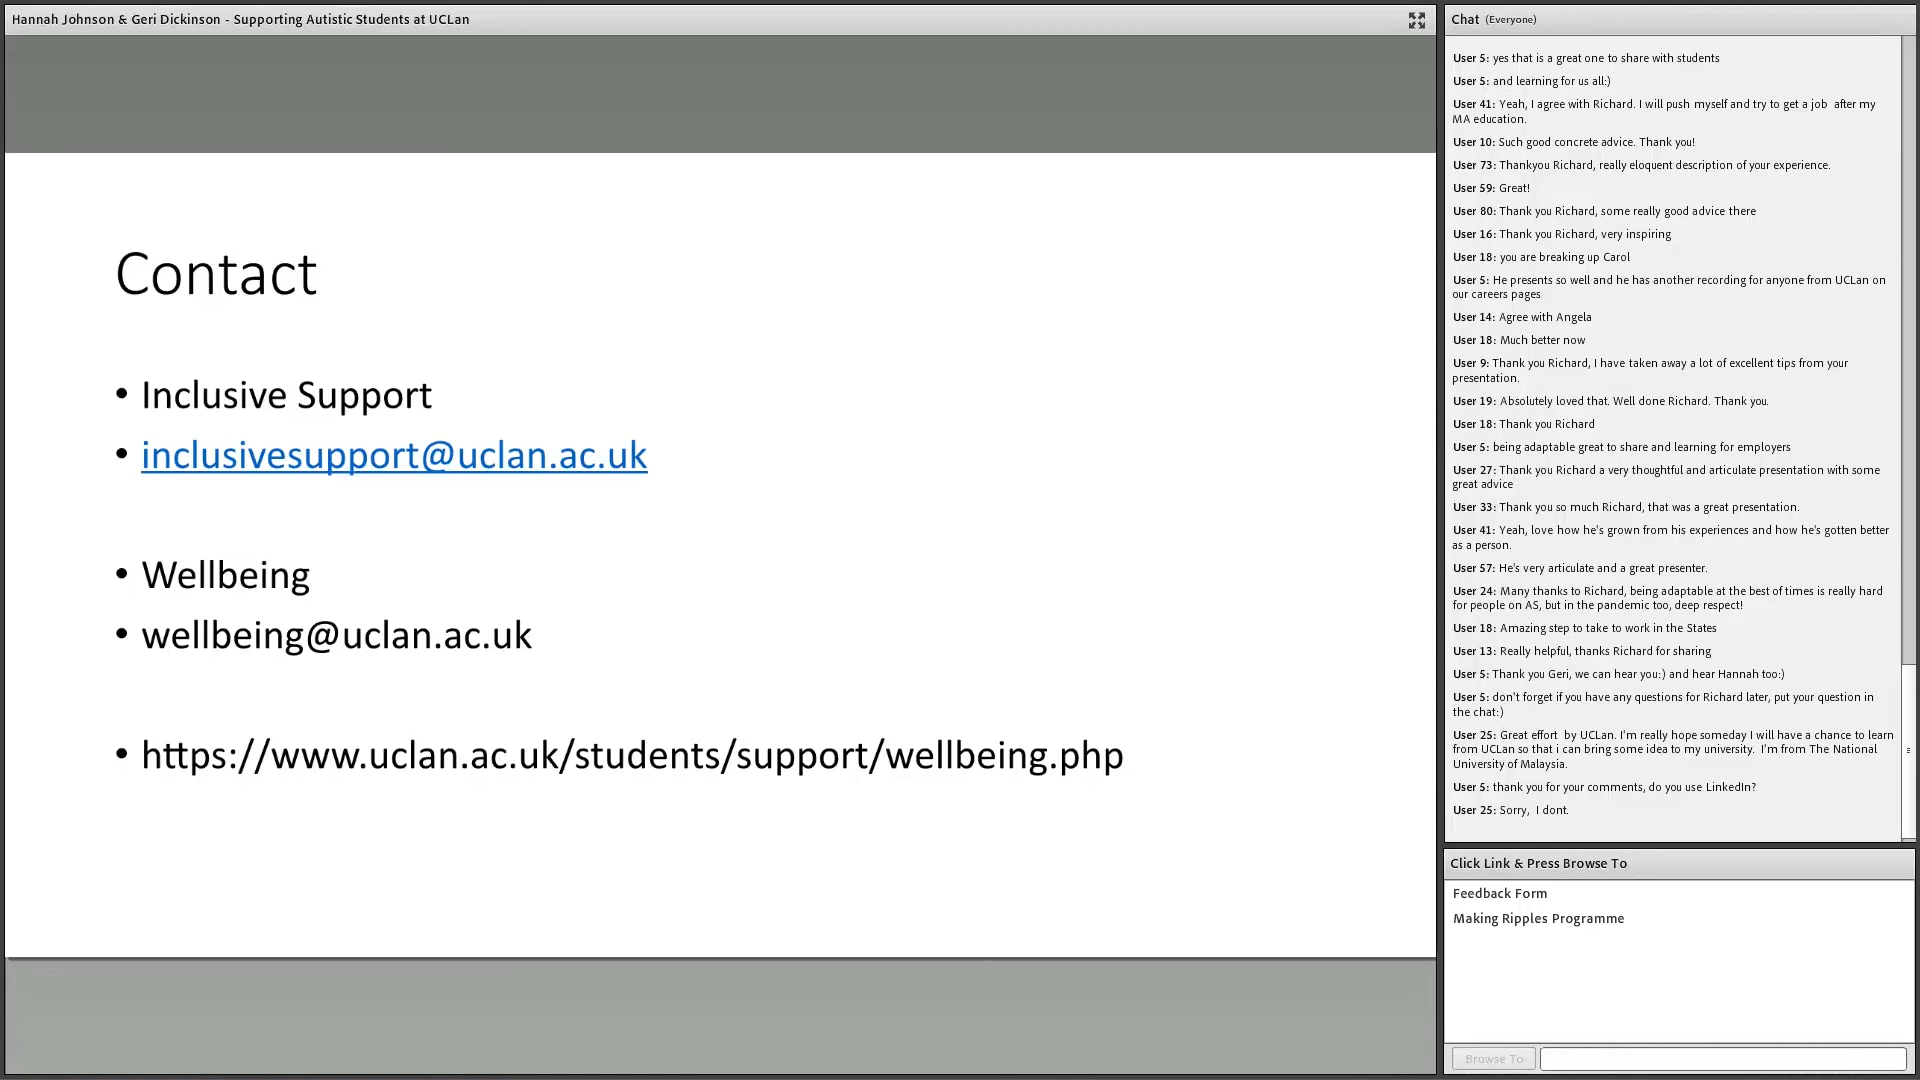 Hannah Johnson & Geri Dickinson - Supporting Autistic Students at UCLan
Contact
• Inclusive Support
• inclusivesupport@uclan.ac.uk
• Wellbeing
• wellbeing@uclan.ac.uk
• https://www.uclan.ac.uk/students/support/wellbeing.php
Chat (Everyone)
User 5: yes that is a great one to share with students
User 5: and learning for us all:)
User 41: Yeah, I agree with Richard. I will push myself and try to get a job  after my
MA education.
User 10: Such good concrete advice. Thank you!
User 73: Thankyou Richard, really eloquent description of your experience.
User 59: Great!
User 80: Thank you Richard, some really good advice there
User 16: Thank you Richard, very inspiring
User 18: you are breaking up Carol
User 5: He presents so well and he has another recording for anyone from UCLan on
our careers pages
User 14: Agree with Angela
User 18: Much better now
User 9: Thank you Richard, I have taken away a lot of excellent tips from your
presentation.
User 19: Absolutely loved that. Well done Richard. Thank you.
User 18: Thank you Richard
User 5: being adaptable great to share and learning for employers
User 27: Thank you Richard a very thoughtful and articulate presentation with some
great advice
User 33: Thank you so much Richard, that was a great presentation.
User 41: Yeah, love how he's grown from his experiences and how he's gotten better
as a person.
User 57: He's very articulate and a great presenter.
User 24: Many thanks to Richard, being adaptable at the best of times is really hard
for people on AS, but in the pandemic too, deep respect!
User 18: Amazing step to take to work in the States
User 13: Really helpful, thanks Richard for sharing
User 5: Thank you Geri, we can hear you:) and hear Hannah too:)
User 5: don't forget if you have any questions for Richard later, put your question in
the chat:)
User 25: Great effort  by UCLan. I'm really hope someday I will have a chance to learn
from UCLan so that i can bring some idea to my university.  I'm from The National
University of Malaysia.
User 5: thank you for your comments, do you use LinkedIn?
User 25: Sorry,  I dont.
Click Link & Press Browse To
Feedback Form
Making Ripples Programme
Browse To